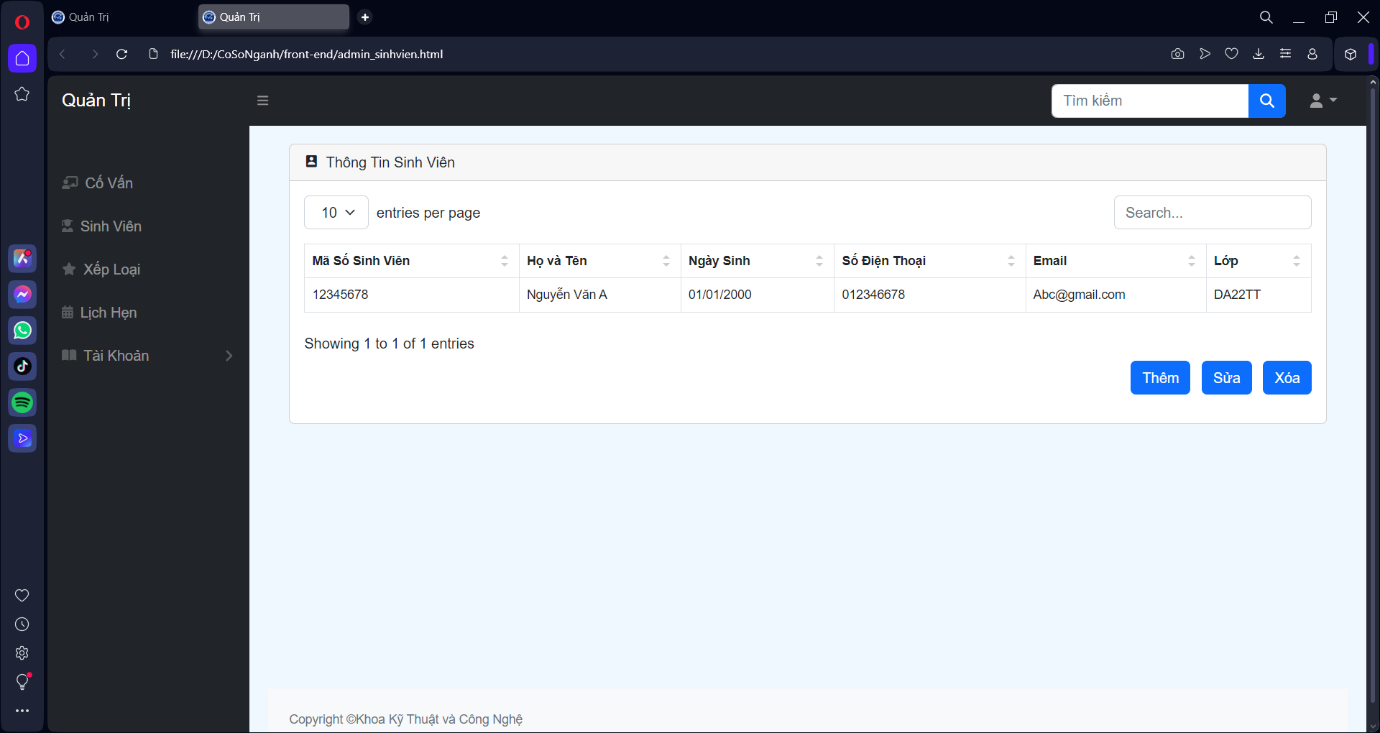 Quản Trị
Quản Trị
file:///D:/CoSoNganh/front-end/admin_sinhvien.html
Quản Trị
Tìm kiếm
Cố Vấn
Sinh Viên
Xếp Loại
Lịch Hẹn
Tài Khoản
Thông Tin Sinh Viên
10 entries per page
Search...
Mã Số Sinh Viên Họ và Tên Ngày Sinh Số Điện Thoại Email Lớp
12345678 Nguyễn Văn A 01/01/2000 012346678 Abc@gmail.com DA22TT
Showing 1 to 1 of 1 entries
Thêm Sửa Xóa
Copyright ©Khoa Kỹ Thuật và Công Nghệ